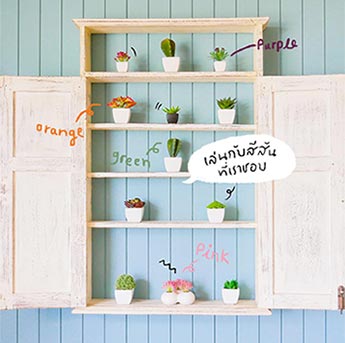 purple
orange
green
เล่นกับสีสัน
ที่เราชอบ
pink